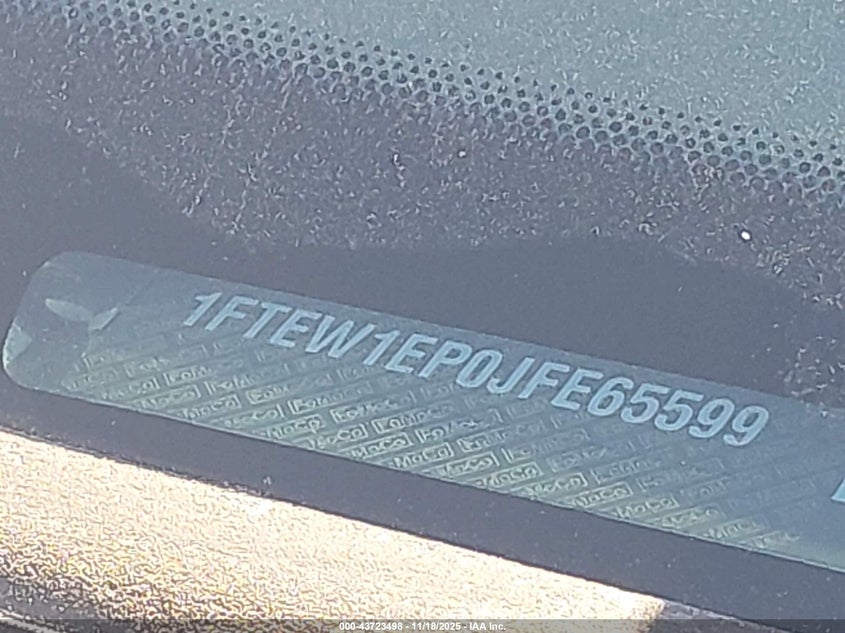 1FTEW1EP0JFE65599
000-43723498 - 11/18/2025 - IAA Inc.